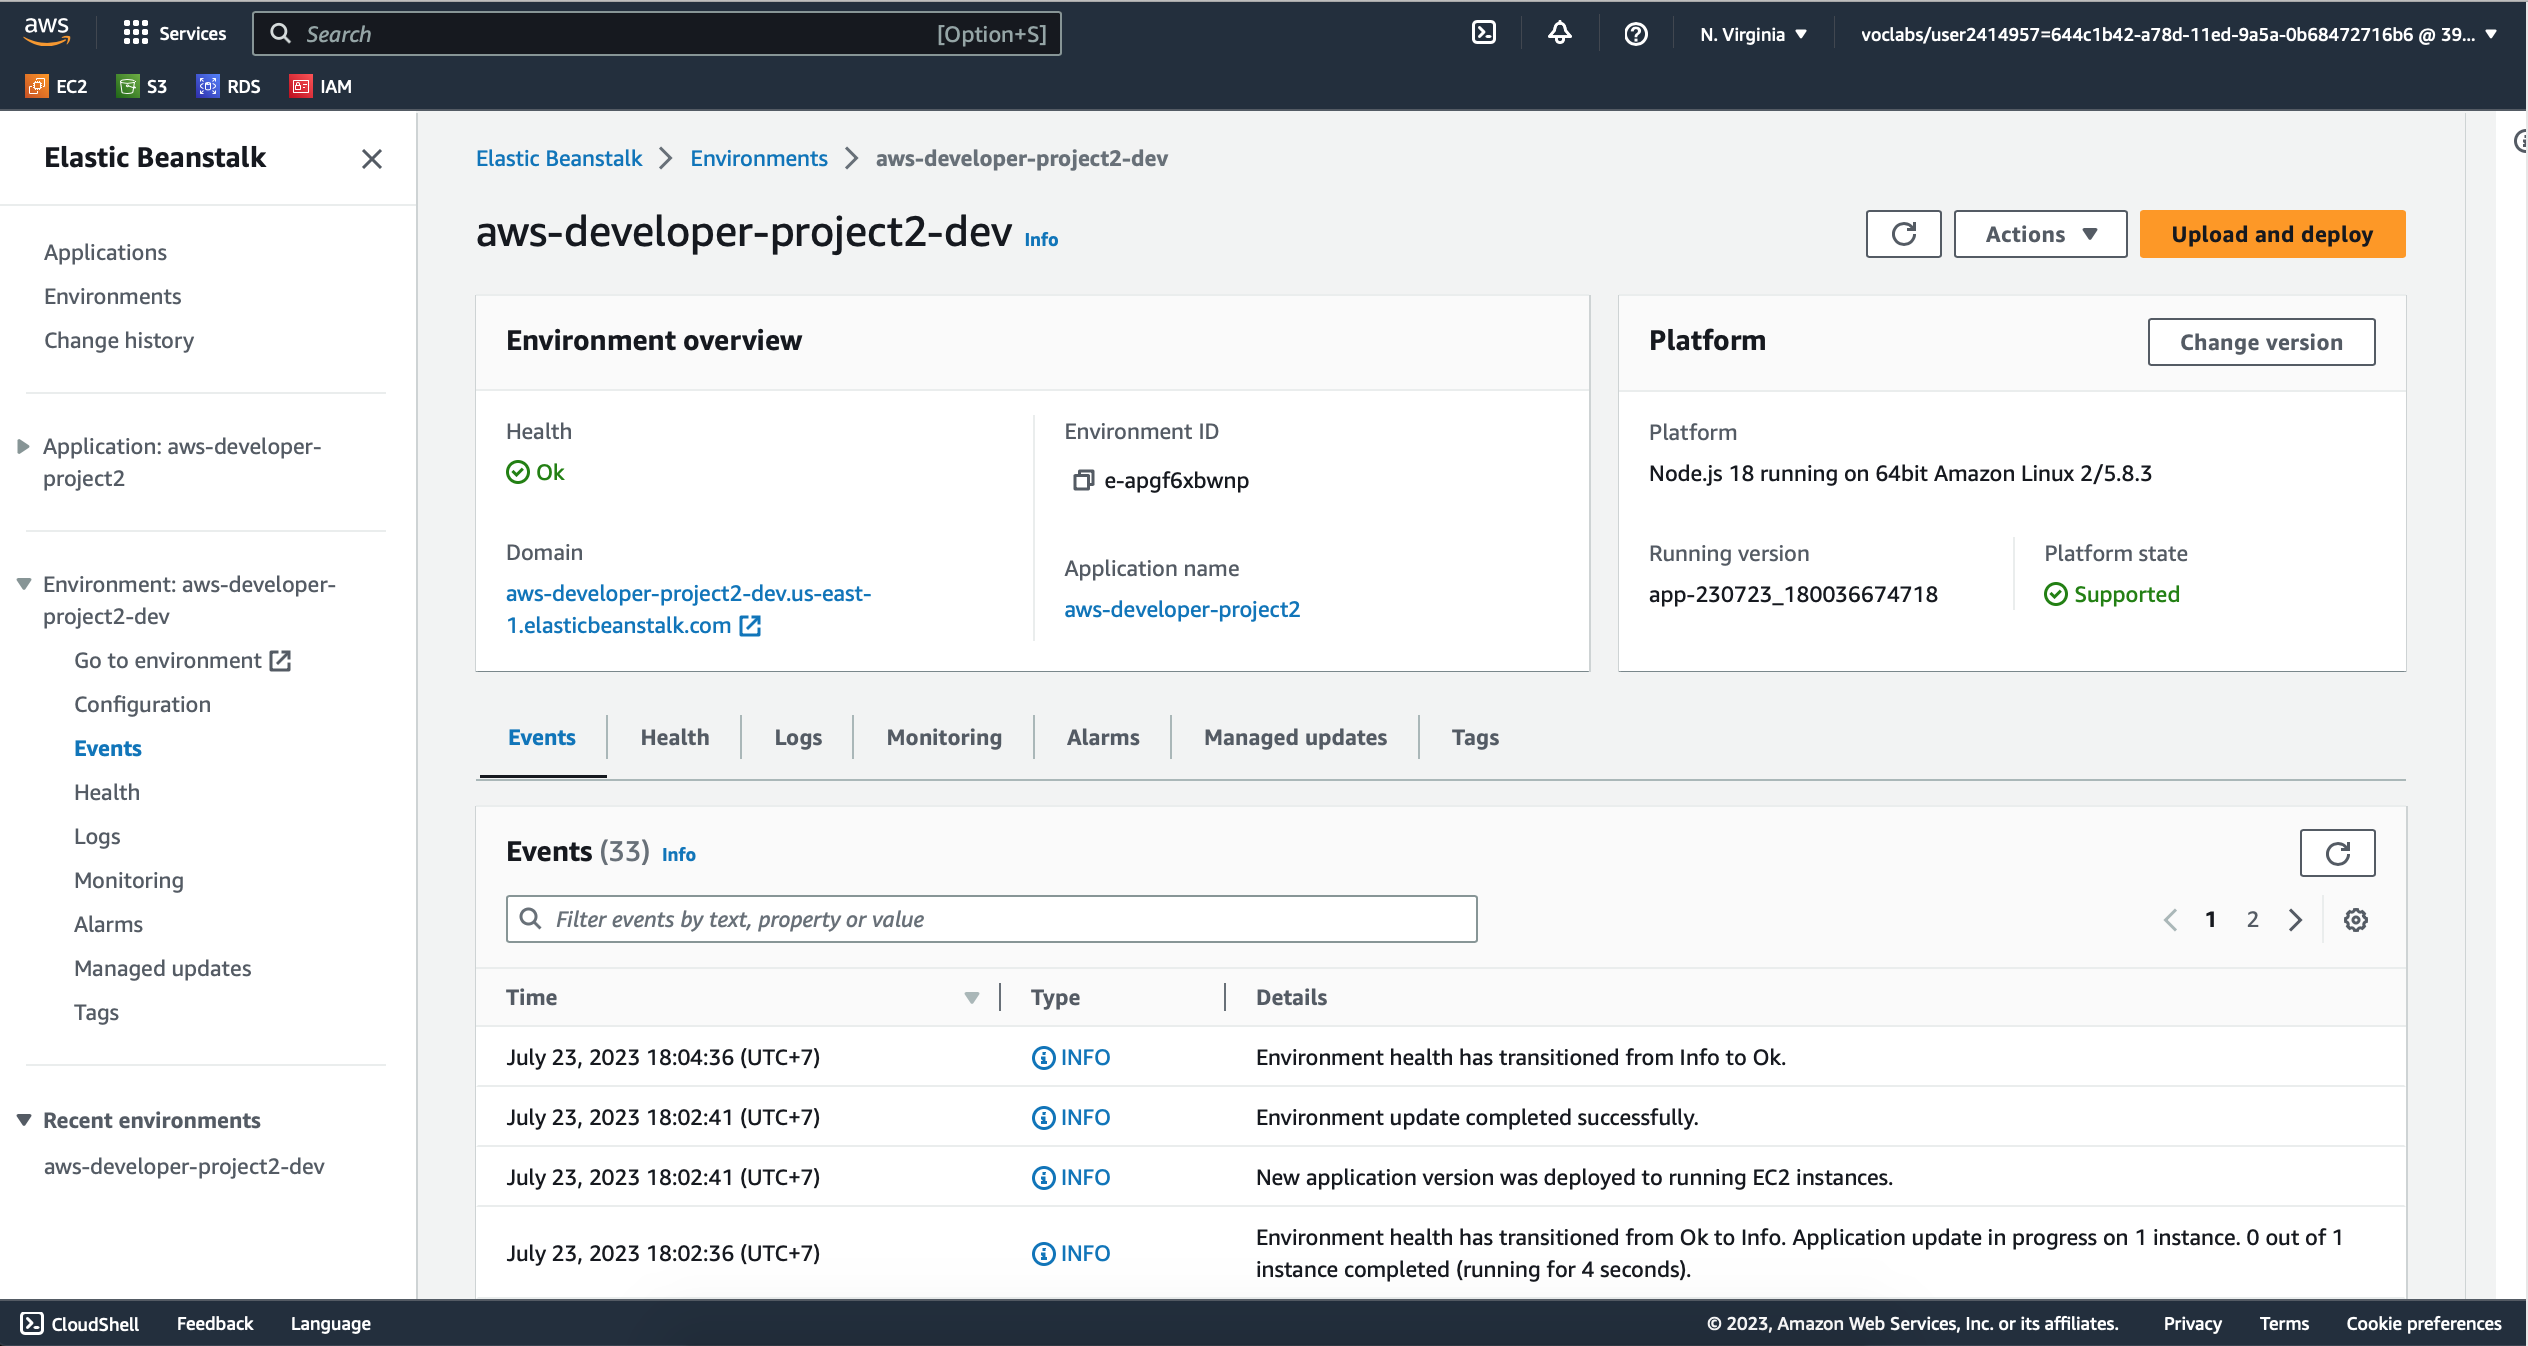 aws
Services
Search
[Option+S]
N. Virginia
voclabs/user2414957=644c1b42-a78d-11ed-9a5a-0b68472716b6 @ 39...
EC2
S3
RDS
IAM
Elastic Beanstalk
Applications
Environments
Change history
Application: aws-developer-
project2
Environment: aws-developer-
project2-dev
Go to environment
Configuration
Events
Health
Logs
Monitoring
Alarms
Managed updates
Tags
Recent environments
aws-developer-project2-dev
Elastic Beanstalk
Environments
aws-developer-project2-dev
aws-developer-project2-dev
Info
Actions
Upload and deploy
Environment overview
Health
Ok
Domain
aws-developer-project2-dev.us-east-
1.elasticbeanstalk.com
Environment ID
e-apgf6xbwnp
Application name
aws-developer-project2
Platform
Change version
Platform
Node.js 18 running on 64bit Amazon Linux 2/5.8.3
Running version
app-230723_180036674718
Platform state
Supported
Events
Health
Logs
Monitoring
Alarms
Managed updates
Tags
Events (33)
Info
Filter events by text, property or value
1
2
Time
Type
Details
July 23, 2023 18:04:36 (UTC+7)
INFO
Environment health has transitioned from Info to Ok.
July 23, 2023 18:02:41 (UTC+7)
INFO
Environment update completed successfully.
July 23, 2023 18:02:41 (UTC+7)
INFO
New application version was deployed to running EC2 instances.
July 23, 2023 18:02:36 (UTC+7)
INFO
Environment health has transitioned from Ok to Info. Application update in progress on 1 instance. 0 out of 1
instance completed (running for 4 seconds).
CloudShell
Feedback
Language
© 2023, Amazon Web Services, Inc. or its affiliates.
Privacy
Terms
Cookie preferences